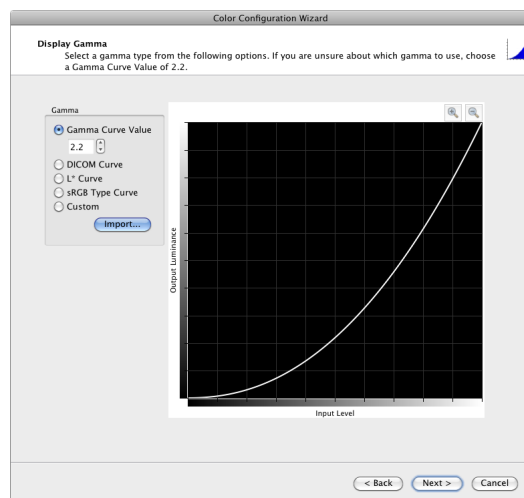 Color Configuration Wizard
Display Gamma
Select a gamma type from the following options. If you are unsure about which gamma to use, choose
a Gamma Curve Value of 2.2.
Gamma
Gamma Curve Value
2.2
DICOM Curve
L* Curve
sRGB Type Curve
Custom
Import...
Output Luminance
Input Level
< Back
Next >
Cancel